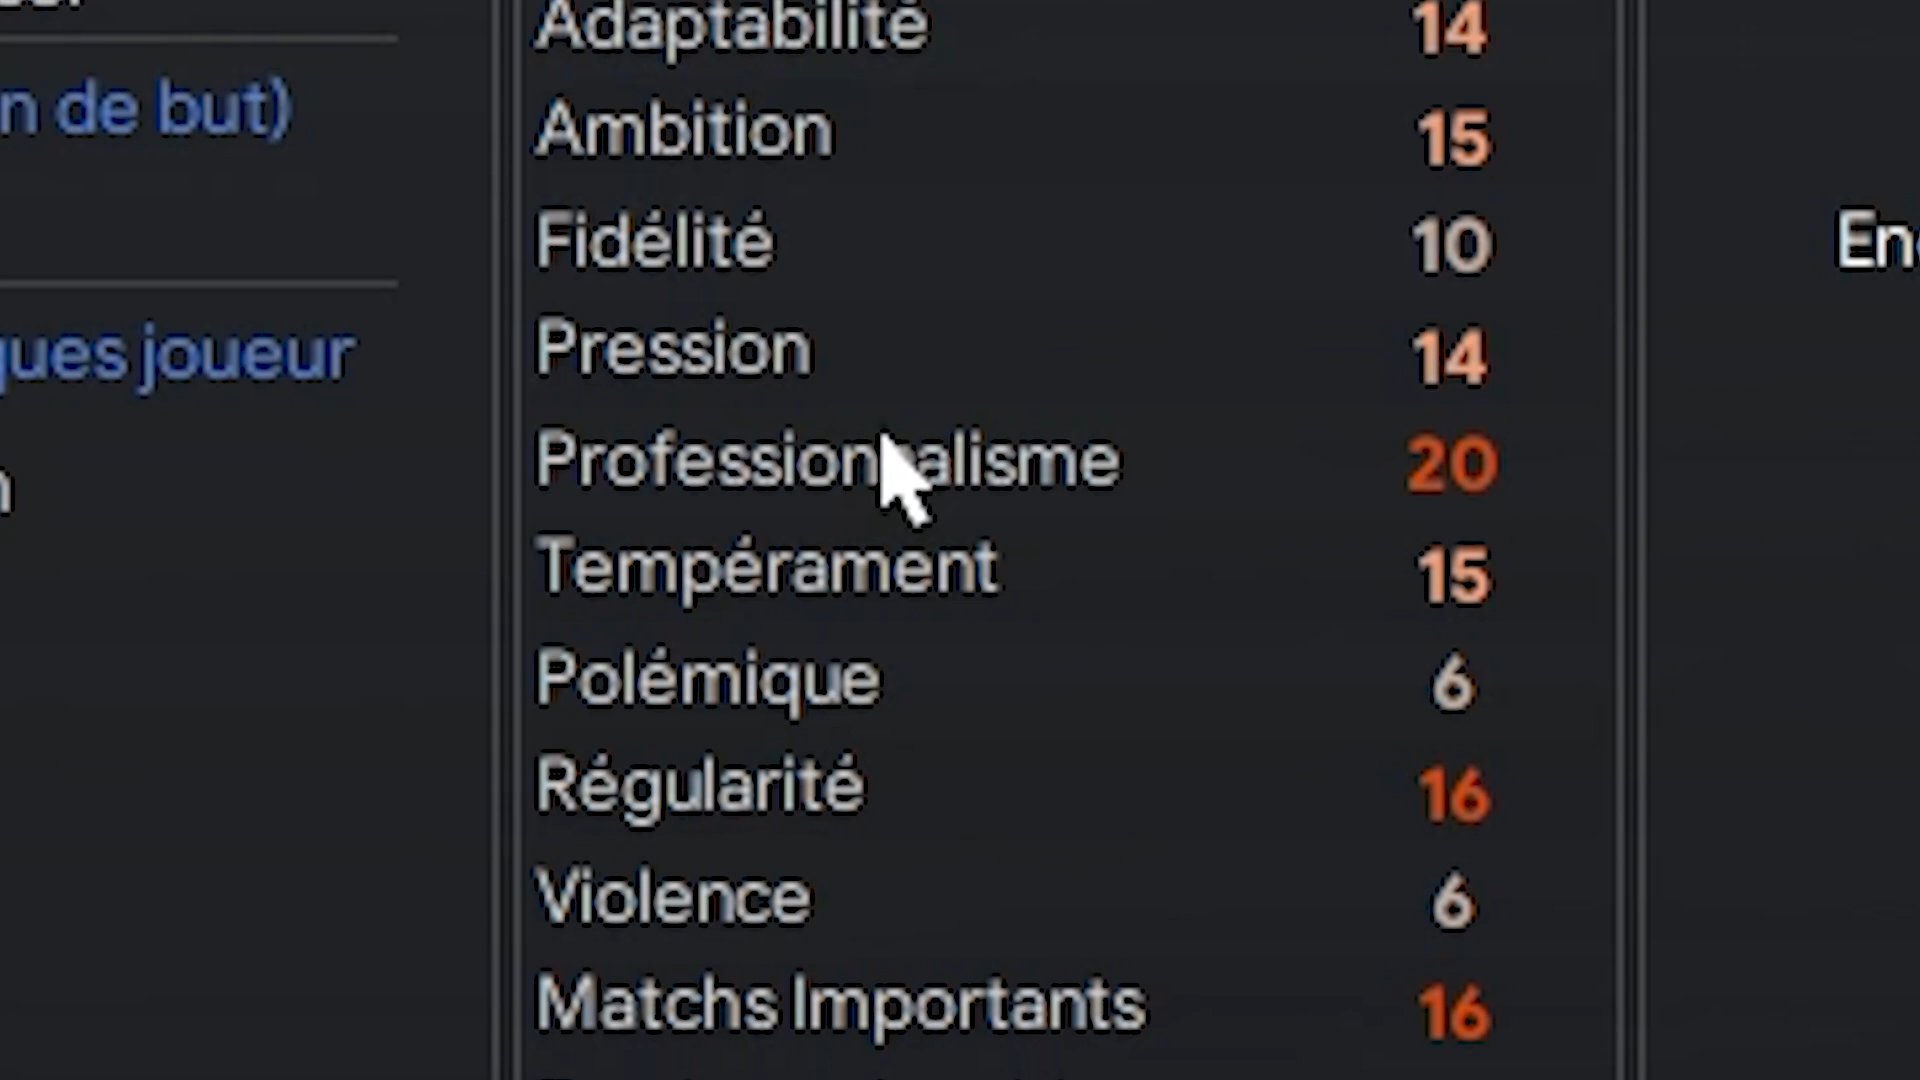 n de but)
ques joueur
Adaptabilité 14
Ambition 15
Fidélité 10
Pression 14
Professionnalisme 20
Tempérament 15
Polémique 6
Régularité 16
Violence 6
Matchs Importants 16